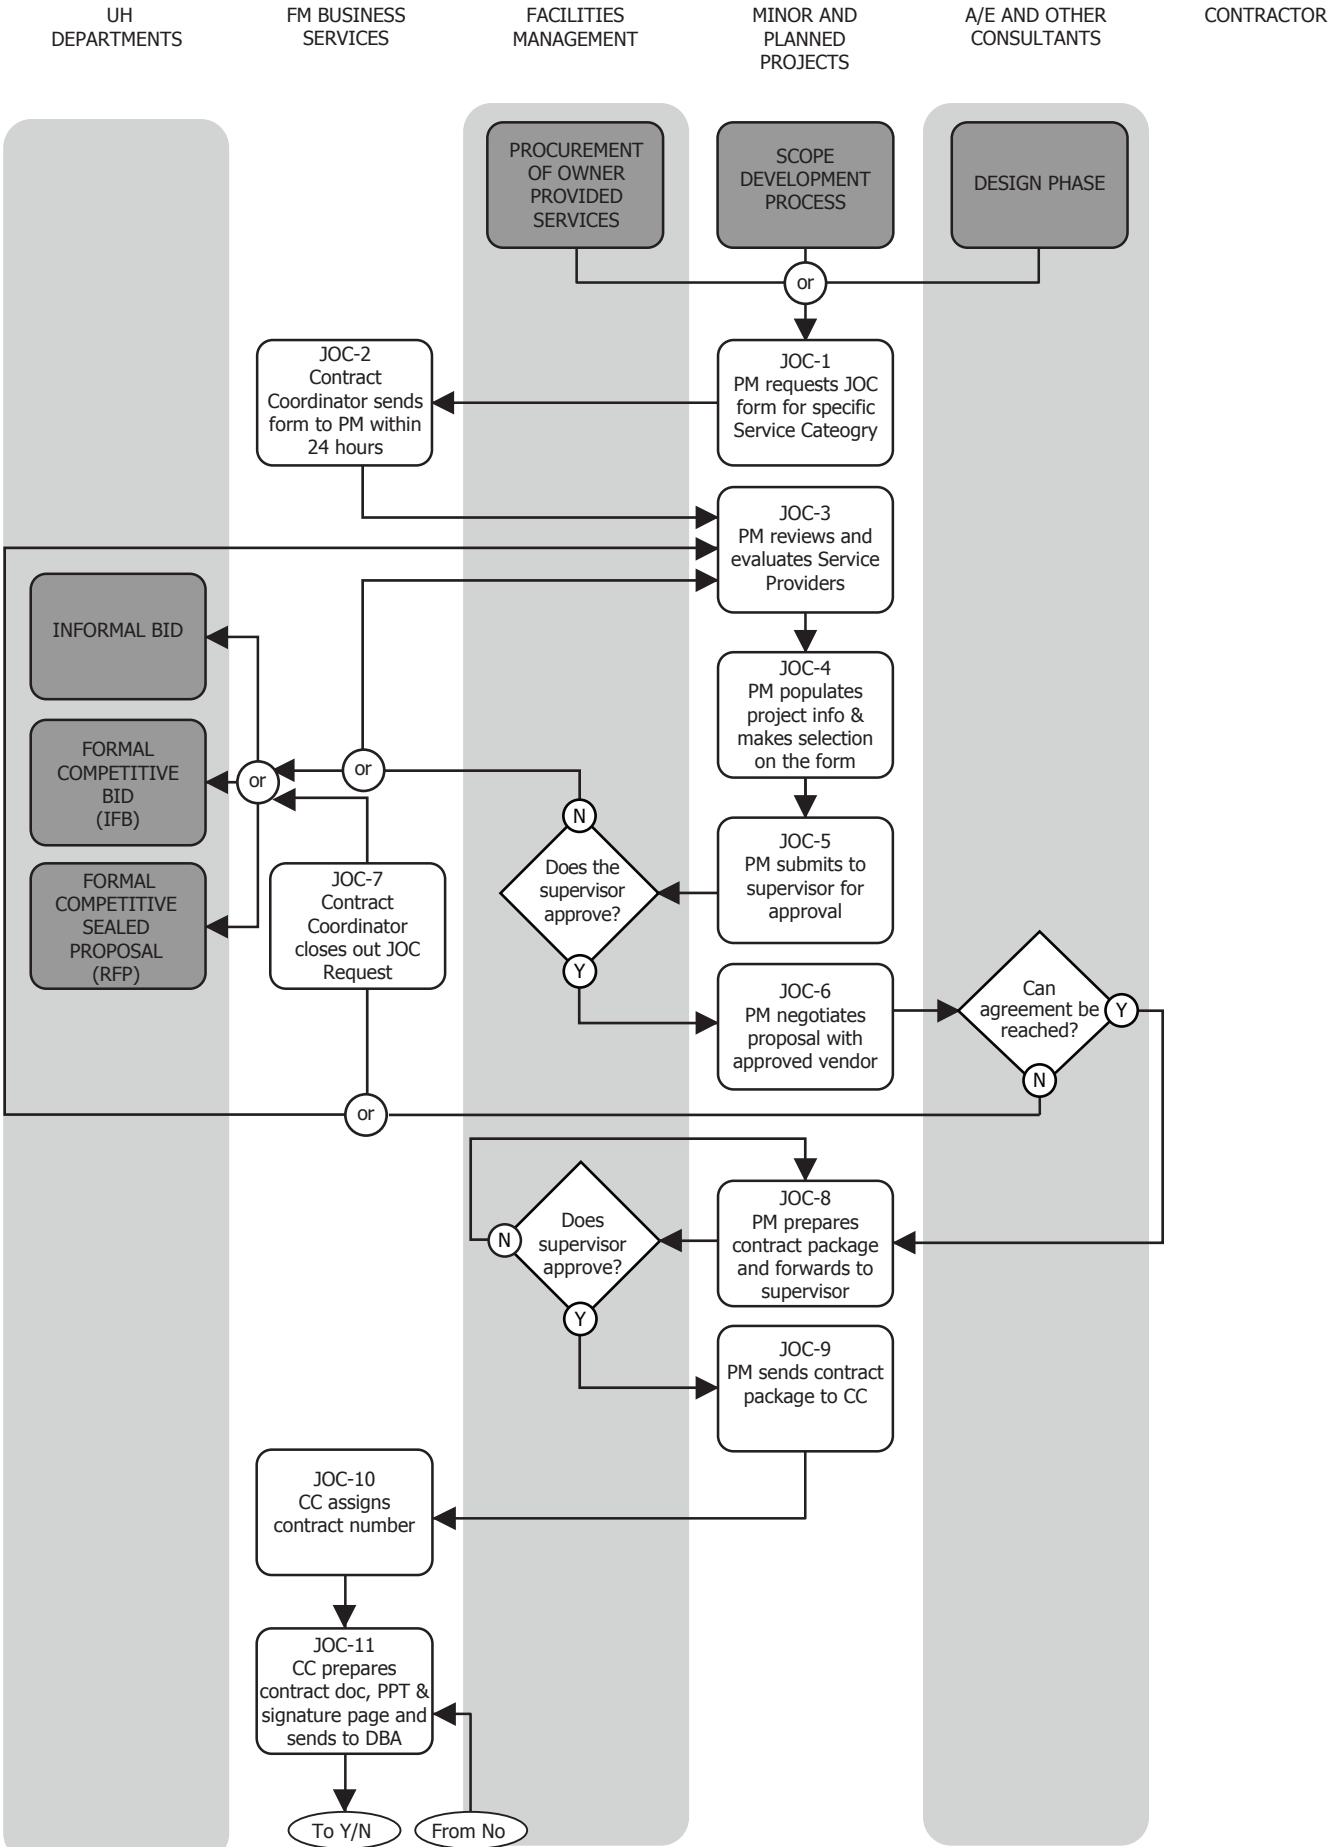 UH
DEPARTMENTS
FM BUSINESS
SERVICES
FACILITIES
MANAGEMENT
MINOR AND
PLANNED
PROJECTS
A/E AND OTHER
CONSULTANTS
CONTRACTOR
PROCUREMENT
OF OWNER
PROVIDED
SERVICES
SCOPE
DEVELOPMENT
PROCESS
DESIGN PHASE
or
JOC-2
Contract
Coordinator sends
form to PM within
24 hours
JOC-1
PM requests JOC
form for specific
Service Cateogry
JOC-3
PM reviews and
evaluates Service
Providers
INFORMAL BID
JOC-4
PM populates
project info &
makes selection
on the form
FORMAL
COMPETITIVE
BID
(IFB)
or
or
N
Does the
supervisor
approve?
Y
JOC-5
PM submits to
supervisor for
approval
FORMAL
COMPETITIVE
SEALED
PROPOSAL
(RFP)
JOC-7
Contract
Coordinator
closes out JOC
Request
JOC-6
PM negotiates
proposal with
approved vendor
Can
agreement be
reached?
Y
N
or
JOC-8
PM prepares
contract package
and forwards to
supervisor
Does
supervisor
approve?
N
Y
JOC-9
PM sends contract
package to CC
JOC-10
CC assigns
contract number
JOC-11
CC prepares
contract doc, PPT &
signature page and
sends to DBA
To Y/N
From No